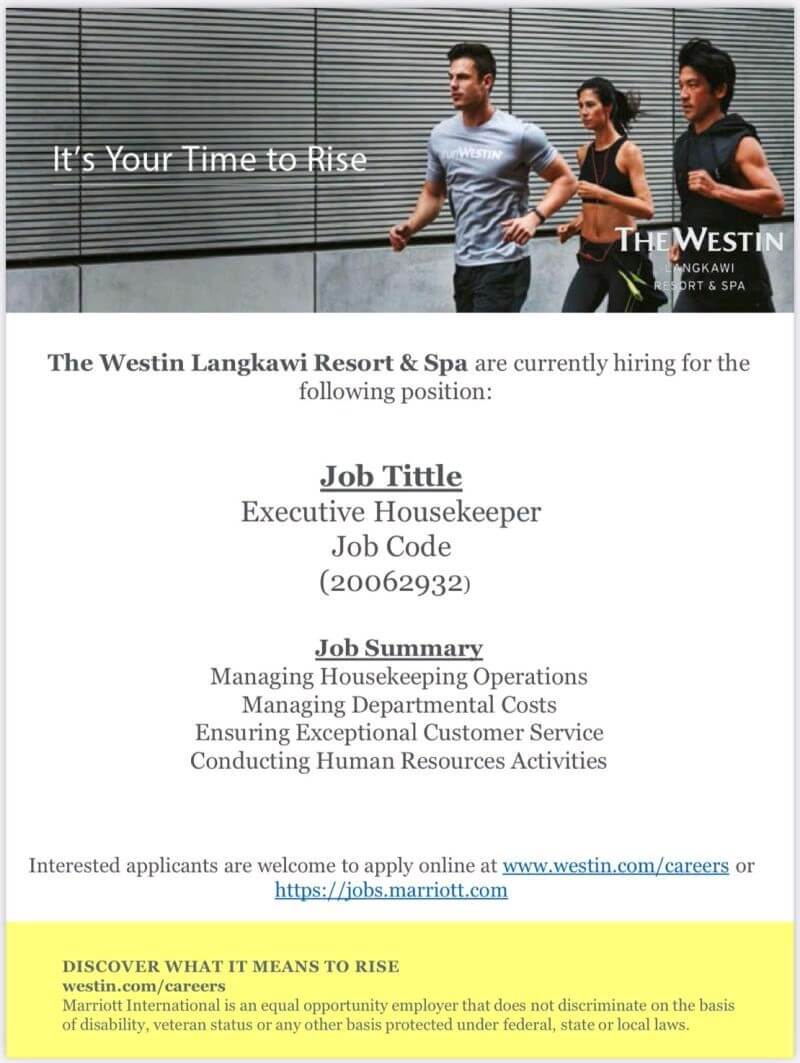 It's Your Time to Rise
runWESTIN
THE WESTIN
LANGKAWI
RESORT & SPA
The Westin Langkawi Resort & Spa are currently hiring for the
following position:
Job Tittle
Executive Housekeeper
Job Code
(20062932)
Job Summary
Managing Housekeeping Operations
Managing Departmental Costs
Ensuring Exceptional Customer Service
Conducting Human Resources Activities
Interested applicants are welcome to apply online at www.westin.com/careers or
https://jobs.marriott.com
DISCOVER WHAT IT MEANS TO RISE
westin.com/careers
Marriott International is an equal opportunity employer that does not discriminate on the basis
of disability, veteran status or any other basis protected under federal, state or local laws.